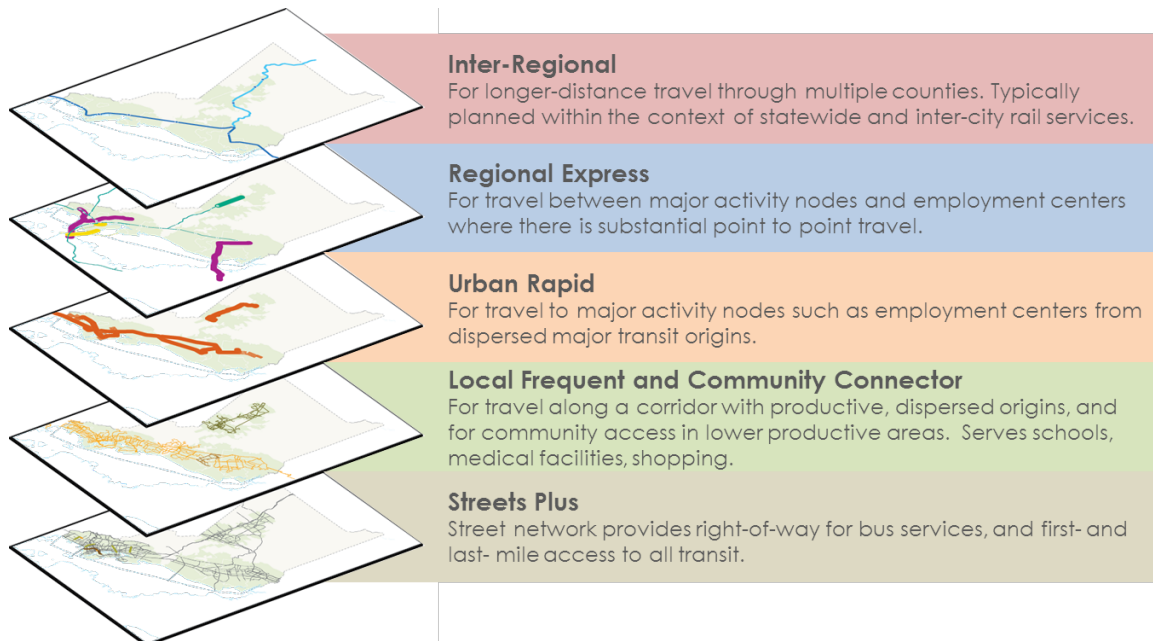 Inter-Regional
For longer-distance travel through multiple counties. Typically
planned within the context of statewide and inter-city rail services.
Regional Express
For travel between major activity nodes and employment centers
where there is substantial point to point travel.
Urban Rapid
For travel to major activity nodes such as employment centers from
dispersed major transit origins.
Local Frequent and Community Connector
For travel along a corridor with productive, dispersed origins, and
for community access in lower productive areas.  Serves schools,
medical facilities, shopping.
Streets Plus
Street network provides right-of-way for bus services, and first- and
last- mile access to all transit.